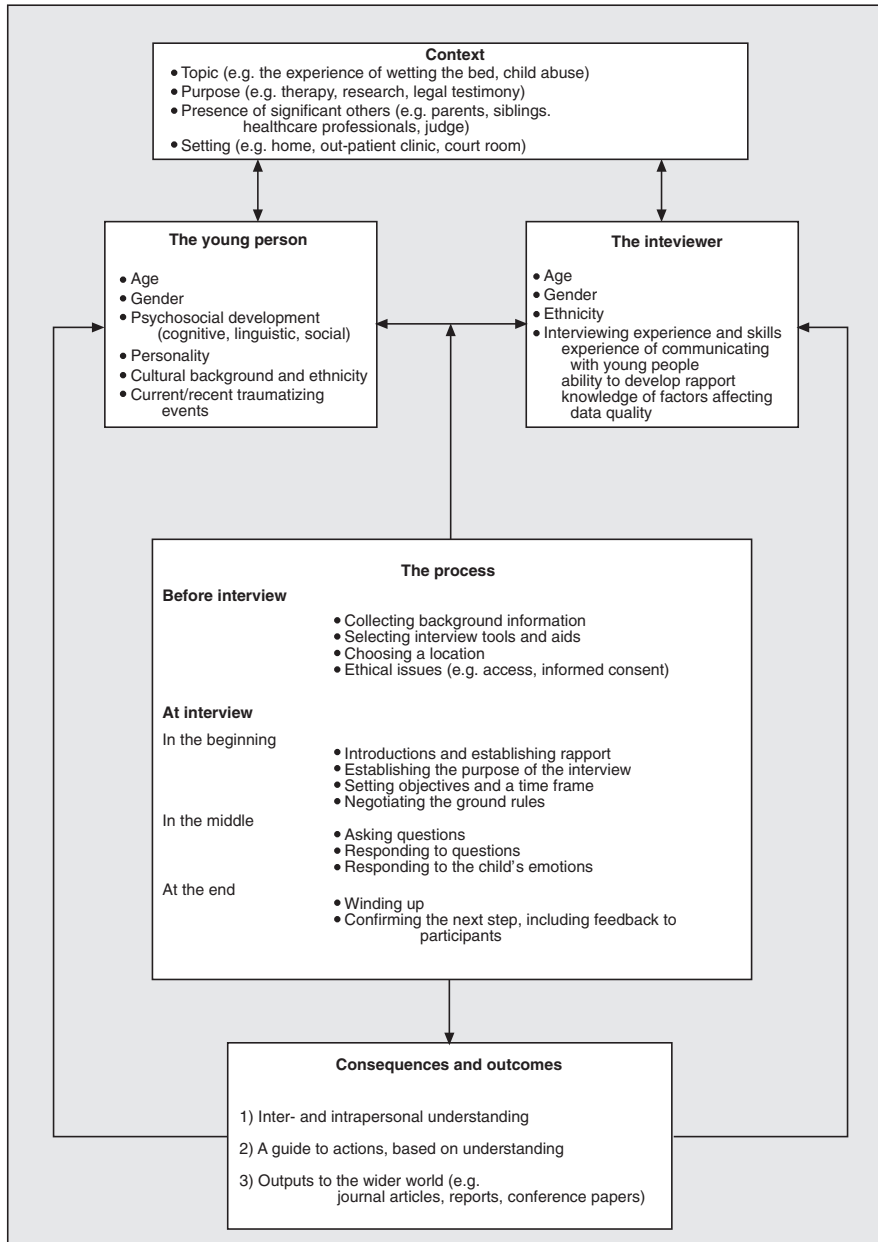 Context
• Topic (e.g. the experience of wetting the bed, child abuse)
• Purpose (e.g. therapy, research, legal testimony)
• Presence of significant others (e.g. parents, siblings.
healthcare professionals, judge)
• Setting (e.g. home, out-patient clinic, court room)
The young person
• Age
• Gender
• Psychosocial development
(cognitive, linguistic, social)
• Personality
• Cultural background and ethnicity
• Current/recent traumatizing
events
The inteviewer
• Age
• Gender
• Ethnicity
• Interviewing experience and skills
experience of communicating
with young people
ability to develop rapport
knowledge of factors affecting
data quality
The process
Before interview
• Collecting background information
• Selecting interview tools and aids
• Choosing a location
• Ethical issues (e.g. access, informed consent)
At interview
In the beginning
• Introductions and establishing rapport
• Establishing the purpose of the interview
• Setting objectives and a time frame
• Negotiating the ground rules
In the middle
• Asking questions
• Responding to questions
• Responding to the child's emotions
At the end
• Winding up
• Confirming the next step, including feedback to
participants
Consequences and outcomes
1) Inter- and intrapersonal understanding
2) A guide to actions, based on understanding
3) Outputs to the wider world (e.g.
journal articles, reports, conference papers)